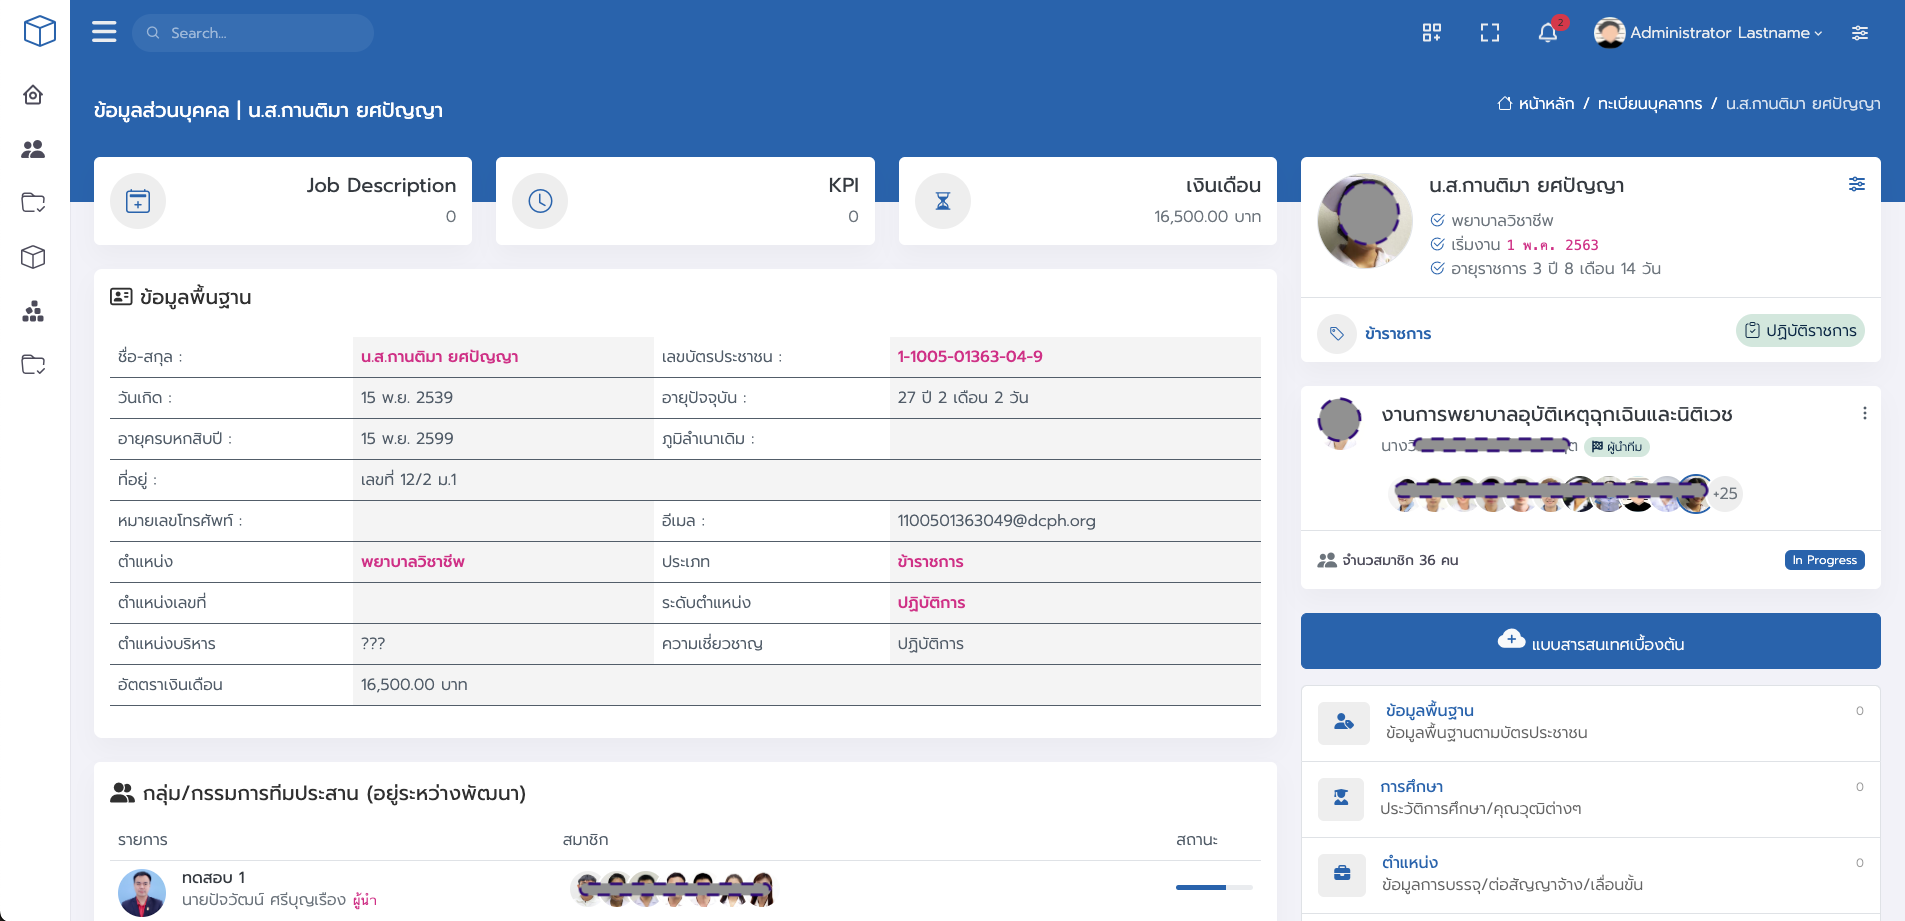 Search...
2
Administrator Lastname
ข้อมูลส่วนบุคคล | น.ส.กานติมา ยศปัญญา
หน้าหลัก / ทะเบียนบุคลากร / น.ส.กานติมา ยศปัญญา
Job Description
0
KPI
0
เงินเดือน
16,500.00 บาท
น.ส.กานติมา ยศปัญญา
พยาบาลวิชาชีพ
เริ่มงาน 1 พ.ค. 2563
อายุราชการ 3 ปี 8 เดือน 14 วัน
ข้าราชการ
ปฏิบัติราชการ
ข้อมูลพื้นฐาน
ชื่อ-สกุล : น.ส.กานติมา ยศปัญญา เลขบัตรประชาชน : 1-1005-01363-04-9
วันเกิด : 15 พ.ย. 2539 อายุปัจจุบัน : 27 ปี 2 เดือน 2 วัน
อายุครบหกสิบปี : 15 พ.ย. 2599 ภูมิลำเนาเดิม :
ที่อยู่ : เลขที่ 12/2 ม.1
หมายเลขโทรศัพท์ : อีเมล : 1100501363049@dcph.org
ตำแหน่ง พยาบาลวิชาชีพ ประเภท ข้าราชการ
ตำแหน่งเลขที่ ระดับตำแหน่ง ปฏิบัติการ
ตำแหน่งบริหาร ??? ความเชี่ยวชาญ ปฏิบัติการ
อัตตราเงินเดือน 16,500.00 บาท
งานการพยาบาลอุบัติเหตุฉุกเฉินและนิติเวช
ผู้นำทีม
+25
จำนวสมาชิก 36 คน
In Progress
แบบสารสนเทศเบื้องต้น
ข้อมูลพื้นฐาน 0
ข้อมูลพื้นฐานตามบัตรประชาชน
การศึกษา 0
ประวัติการศึกษา/คุณวุฒิต่างๆ
ตำแหน่ง 0
ข้อมูลการบรรจุ/ต่อสัญญาจ้าง/เลื่อนขั้น
กลุ่ม/กรรมการทีมประสาน (อยู่ระหว่างพัฒนา)
รายการ สมาชิก สถานะ
ทดสอบ 1
นายปัจวัฒน์ ศรีบุญเรือง ผู้นำ